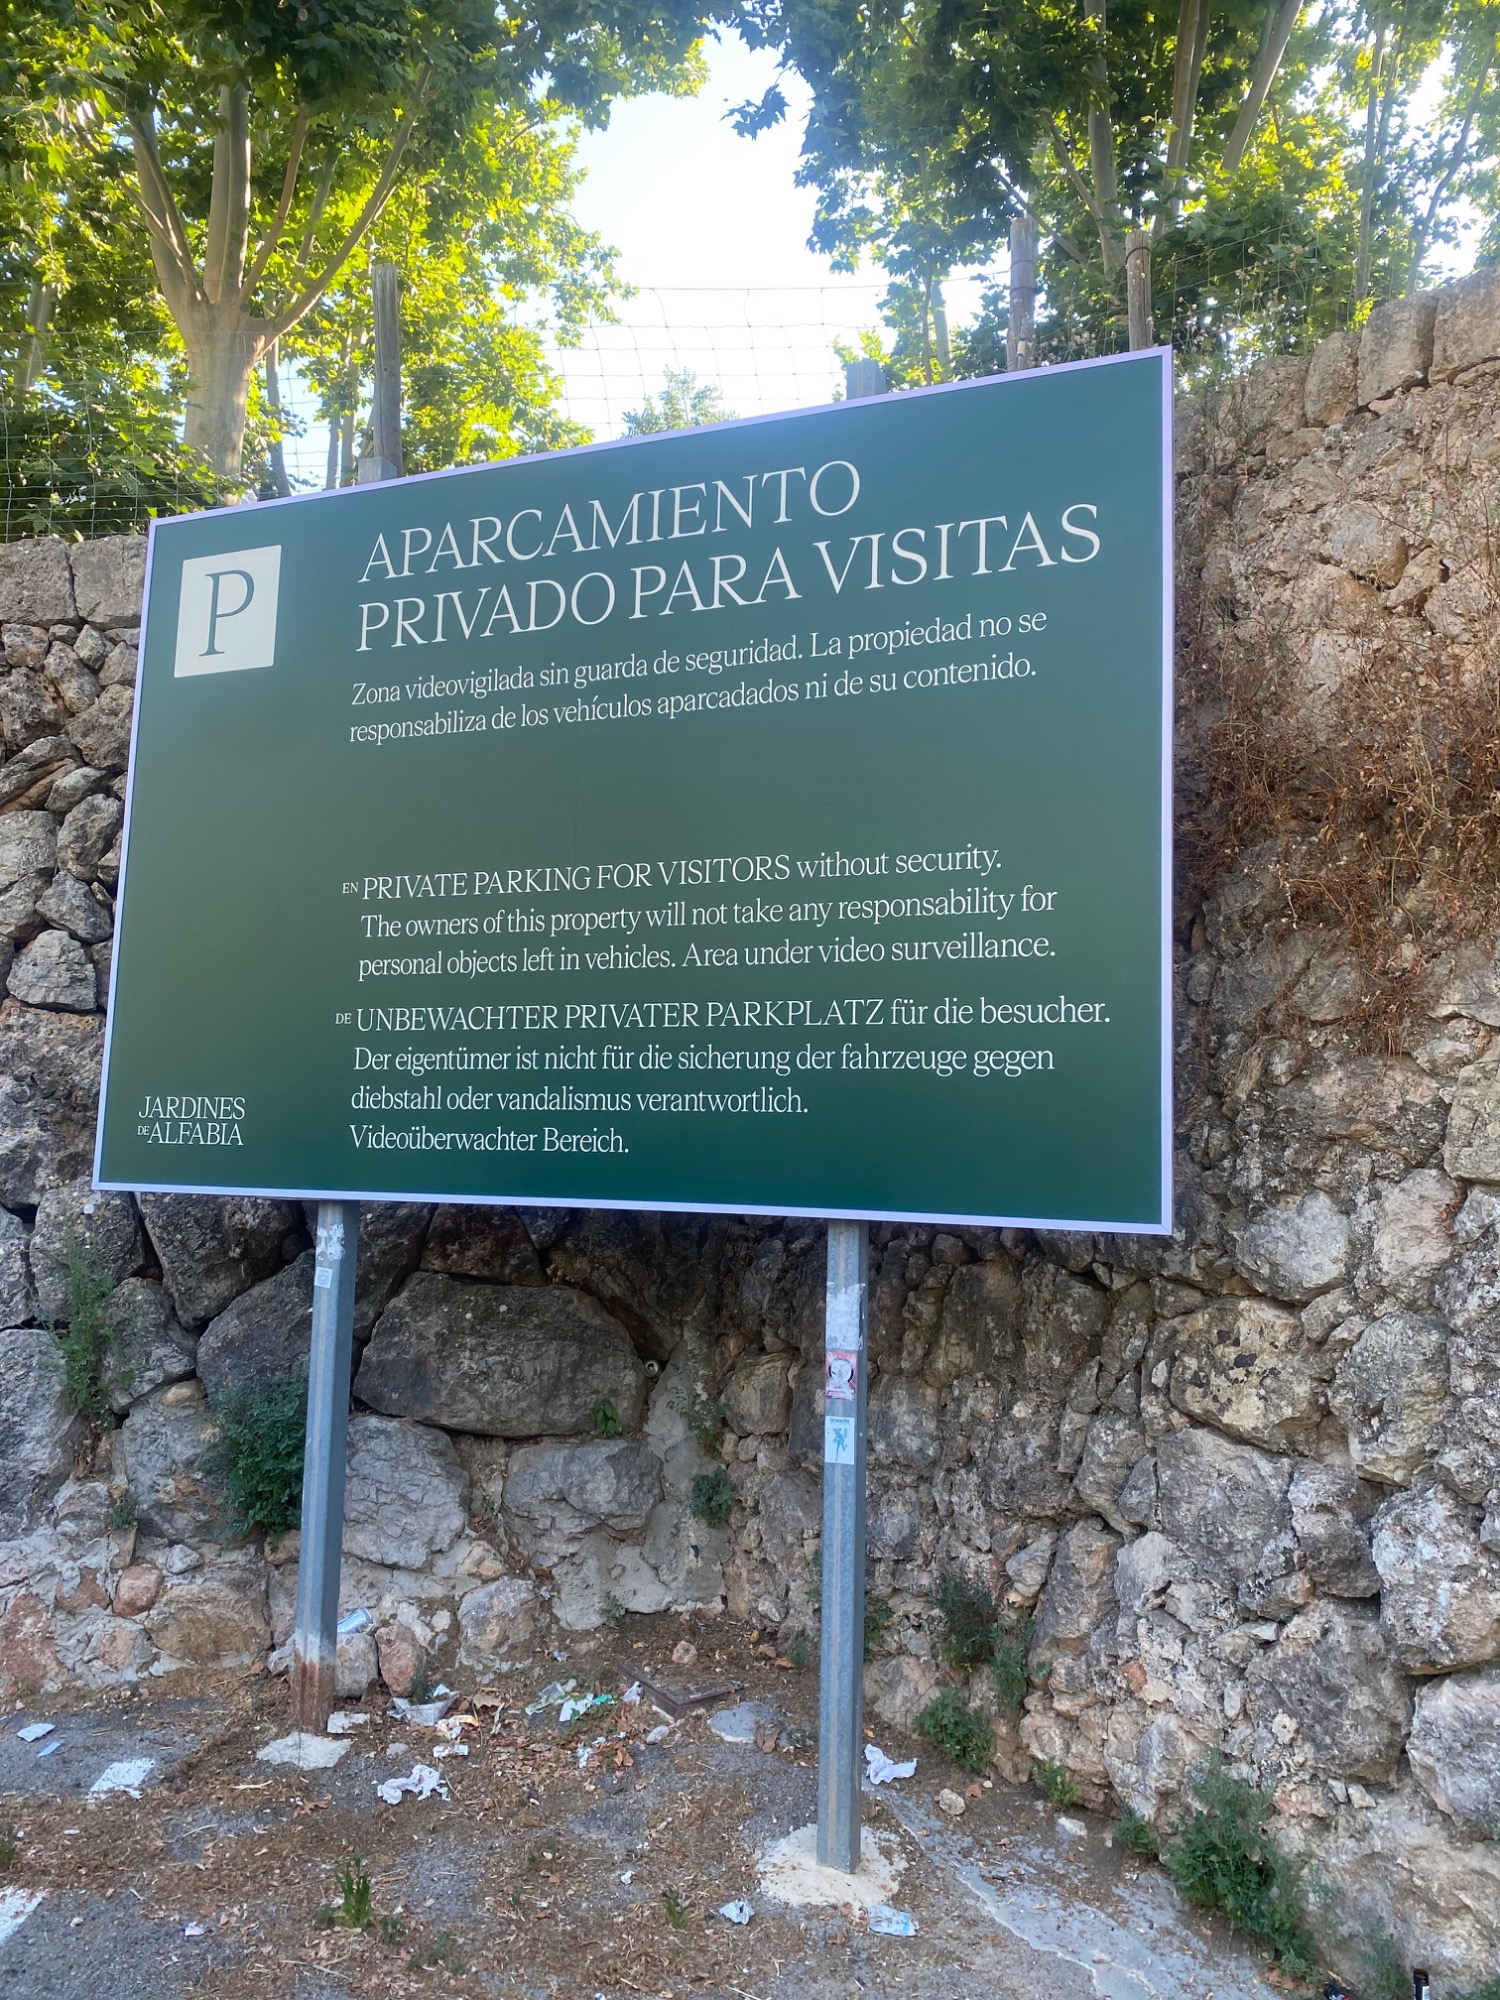 P
APARCAMIENTO
PRIVADO PARA VISITAS
Zona videovigilada sin guarda de seguridad. La propiedad no se
responsabiliza de los vehículos aparcadados ni de su contenido.
EN PRIVATE PARKING FOR VISITORS without security.
The owners of this property will not take any responsability for
personal objects left in vehicles. Area under video surveillance.
DE UNBEWACHTER PRIVATER PARKPLATZ für die besucher.
Der eigentümer ist nicht für die sicherung der fahrzeuge gegen
diebstahl oder vandalismus verantwortlich.
Videoüberwachter Bereich.
JARDINES
DE ALFABIA